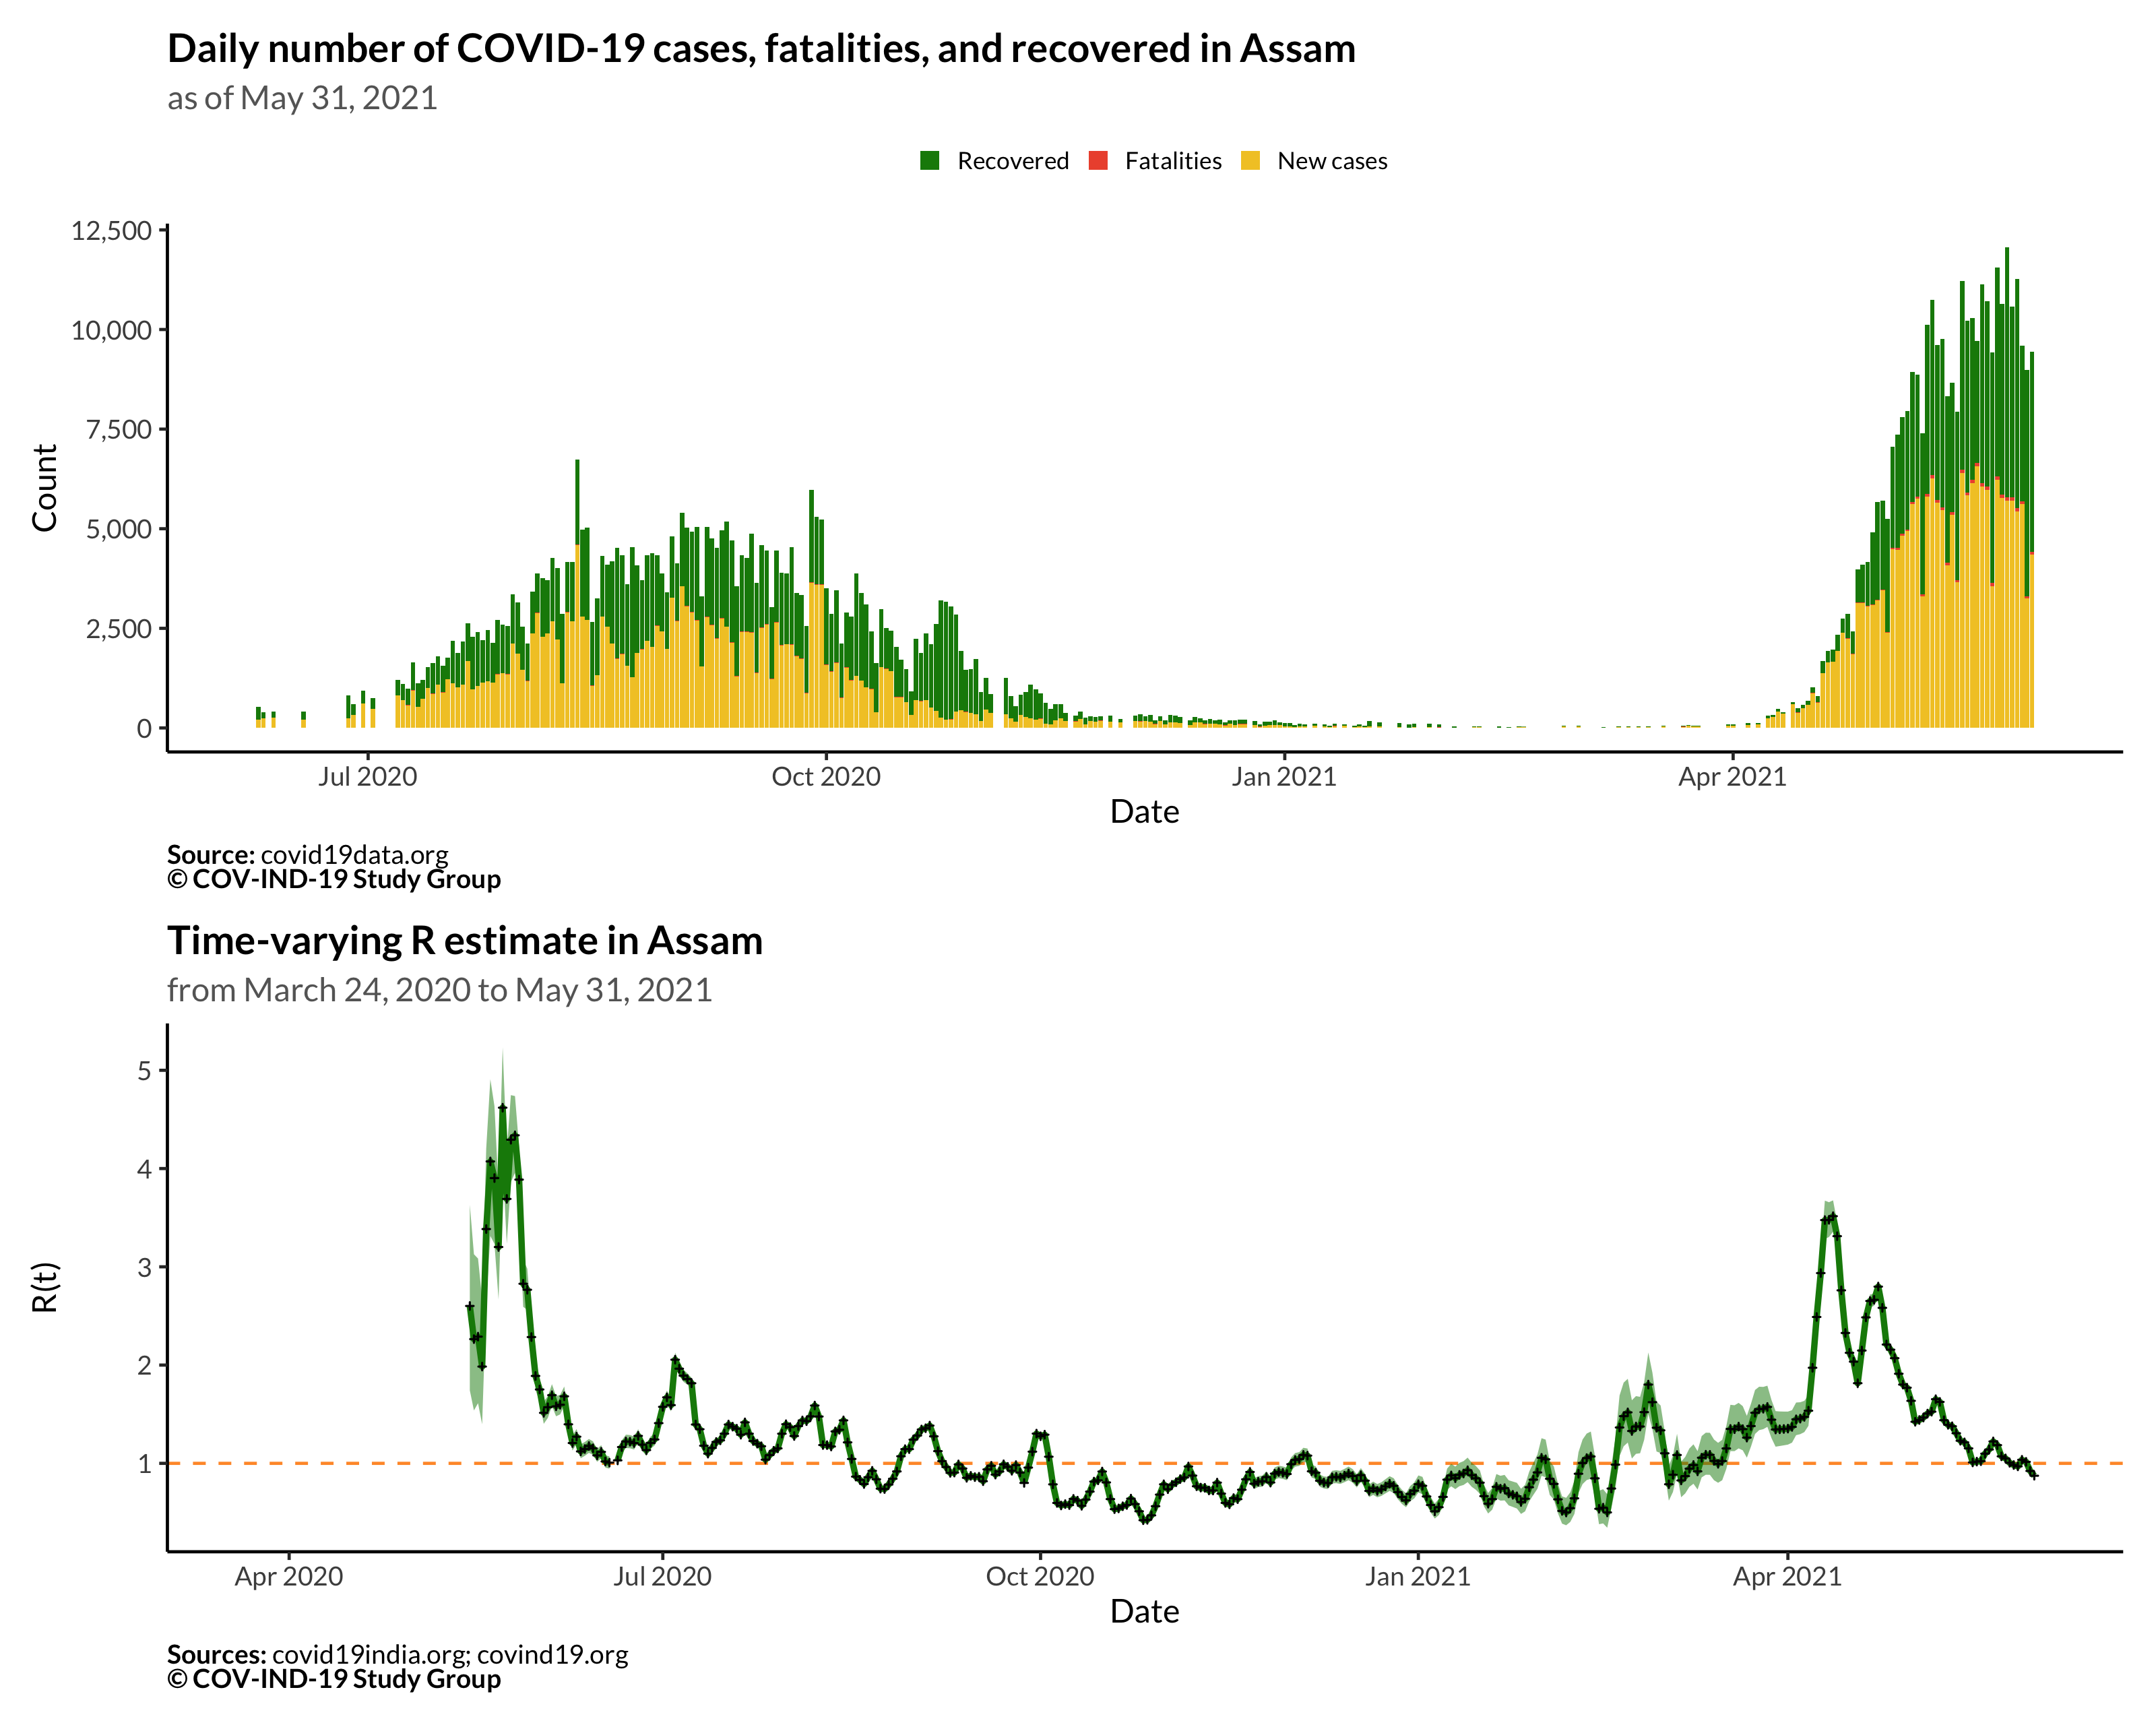 Daily number of COVID-19 cases, fatalities, and recovered in Assam
as of May 31, 2021
Recovered Fatalities New cases
12,500
10,000
7,500
5,000
2,500
0
Count
Jul 2020 Oct 2020 Jan 2021 Apr 2021
Date
Source: covid19data.org
© COV-IND-19 Study Group
Time-varying R estimate in Assam
from March 24, 2020 to May 31, 2021
5
4
3
2
1
R(t)
Apr 2020 Jul 2020 Oct 2020 Jan 2021 Apr 2021
Date
Sources: covid19india.org; covind19.org
© COV-IND-19 Study Group